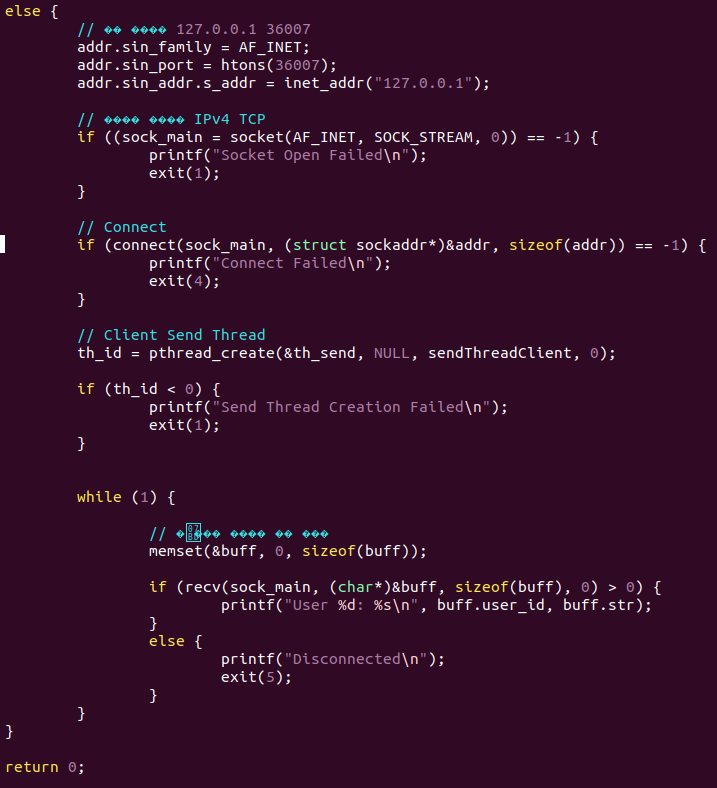 else {
// 127.0.0.1 36007
addr.sin_family = AF_INET;
addr.sin_port = htons(36007);
addr.sin_addr.s_addr = inet_addr("127.0.0.1");
// IPv4 TCP
if ((sock_main = socket(AF_INET, SOCK_STREAM, 0)) == -1) {
printf("Socket Open Failed\n");
exit(1);
}
// Connect
if (connect(sock_main, (struct sockaddr*)&addr, sizeof(addr)) == -1) {
printf("Connect Failed\n");
exit(4);
}
// Client Send Thread
th_id = pthread_create(&th_send, NULL, sendThreadClient, 0);
if (th_id < 0) {
printf("Send Thread Creation Failed\n");
exit(1);
}
while (1) {
//
memset(&buff, 0, sizeof(buff));
if (recv(sock_main, (char*)&buff, sizeof(buff), 0) > 0) {
printf("User %d: %s\n", buff.user_id, buff.str);
}
else {
printf("Disconnected\n");
exit(5);
}
}
}
return 0;